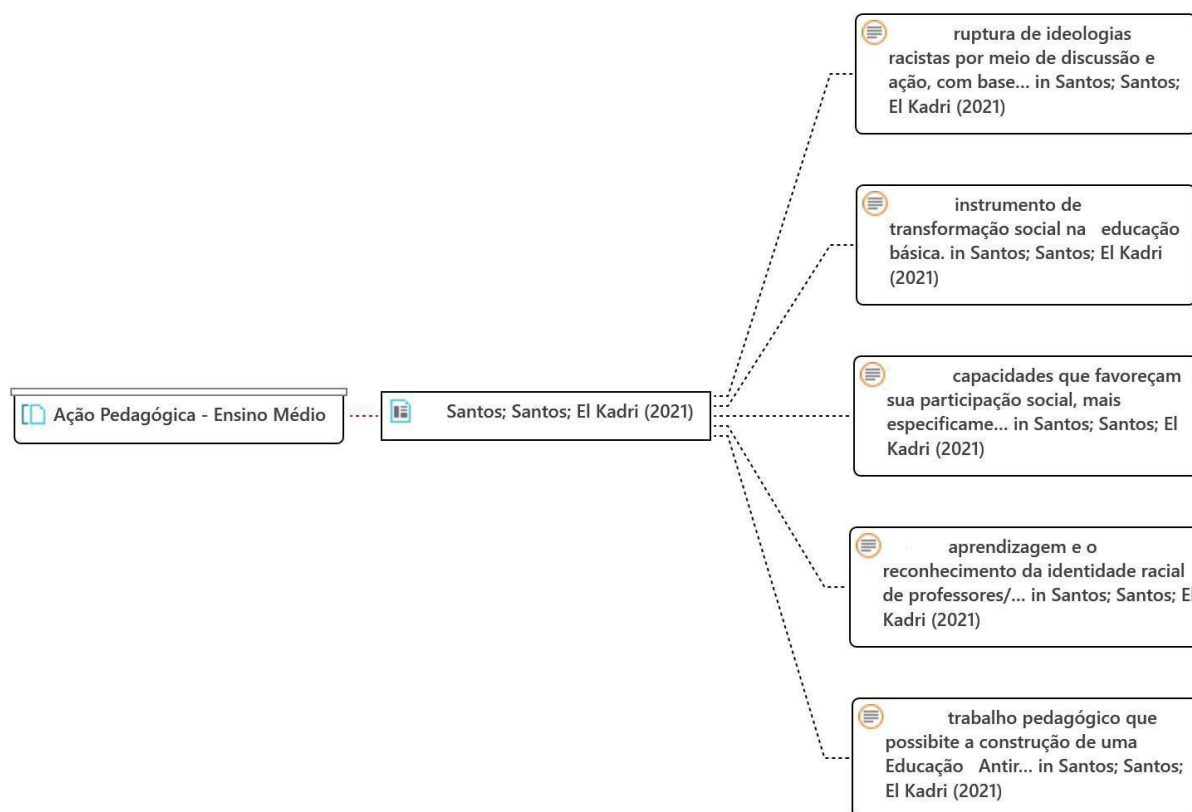 ruptura de ideologias
racistas por meio de discussão e
ação, com base... in Santos; Santos;
El Kadri (2021)
instrumento de
transformação social na educação
básica. in Santos; Santos; El Kadri
(2021)
capacidades que favoreçam
sua participação social, mais
especificame... in Santos; Santos; El
Kadri (2021)
Ação Pedagógica - Ensino Médio
Santos; Santos; El Kadri (2021)
aprendizagem e o
reconhecimento da identidade racial
de professores/... in Santos; Santos; El
Kadri (2021)
trabalho pedagógico que
possibite a construção de uma
Educação Antir... in Santos; Santos;
El Kadri (2021)